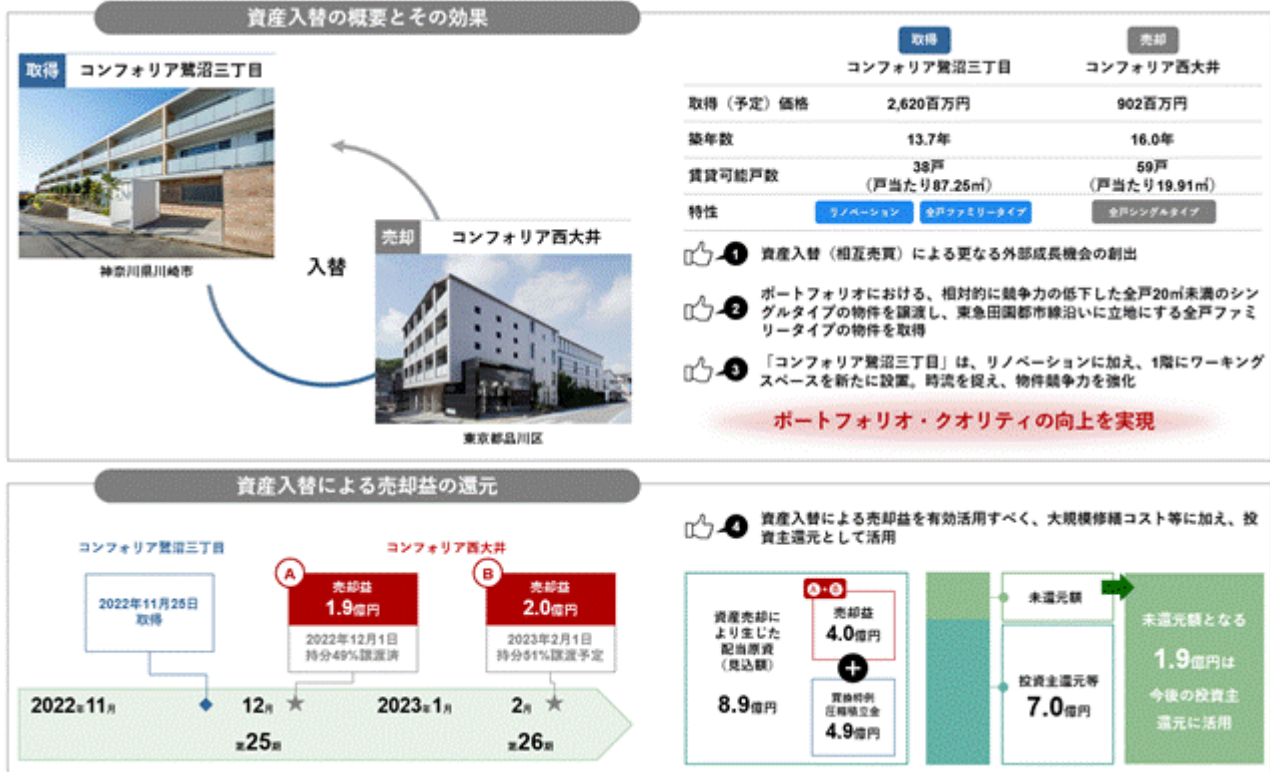 資産入替の概要とその効果
取得 コンフォリア鷺沼三丁目
神奈川県川崎市
入替
売却 コンフォリア西大井
東京都品川区
取得 売却
コンフォリア鷺沼三丁目 コンフォリア西大井
取得（予定）価格 2,620百万円 902百万円
築年数 13.7年 16.0年
賃貸可能戸数 38戸 59戸
（戸当たり87.25㎡） （戸当たり19.91㎡）
特性 リノベーション 全戸ファミリータイプ 全戸シングルタイプ
1 資産入替（相互売買）による更なる外部成長機会の創出
2 ポートフォリオにおける、相対的に競争力の低下した全戸20㎡未満のシン
グルタイプの物件を譲渡し、東急田園都市線沿いに立地にする全戸ファミ
リータイプの物件を取得
3 「コンフォリア鷺沼三丁目」は、リノベーションに加え、1階にワーキング
スペースを新たに設置。時流を捉え、物件競争力を強化
ポートフォリオ・クオリティの向上を実現
資産入替による売却益の還元
コンフォリア鷺沼三丁目 コンフォリア西大井
2022年11月25日
取得
A
売却益
1.9億円
2022年12月1日
持分49%譲渡済
B
売却益
2.0億円
2023年2月1日
持分51%譲渡予定
2022年11月 12月 2023年1月 2月
第25期 第26期
4 資産入替による売却益を有効活用すべく、大規模修繕コスト等に加え、投
資主還元として活用
資産売却に
より生じた
配当原資
（見込額）
8.9億円
A+B
売却益
4.0億円
+
買換特例
圧縮積立金
4.9億円
未還元額
投資主還元等
7.0億円
未還元額となる
1.9億円は
今後の投資主
還元に活用